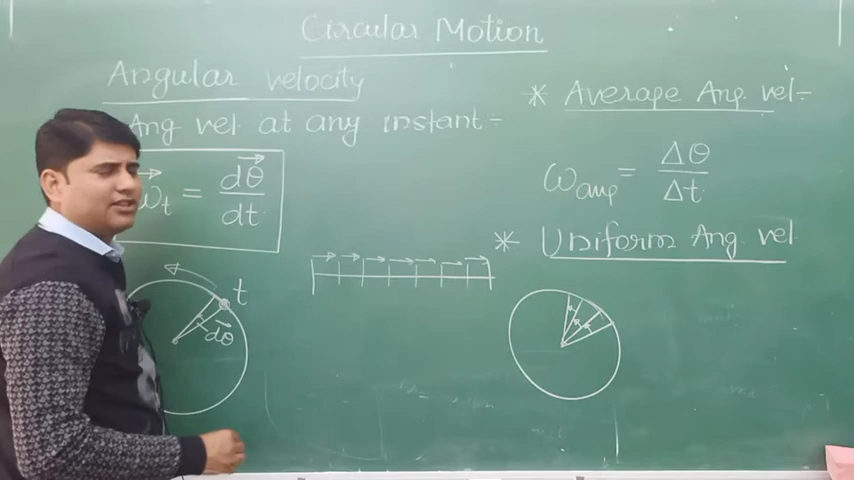 Circular Motion
Angular velocity
Ang vel at any instant :-
ω⃗t = dθ⃗/dt
t
dθ⃗
* Average Ang. vel :-
ωavg = Δθ/Δt
* Uniform Ang vel